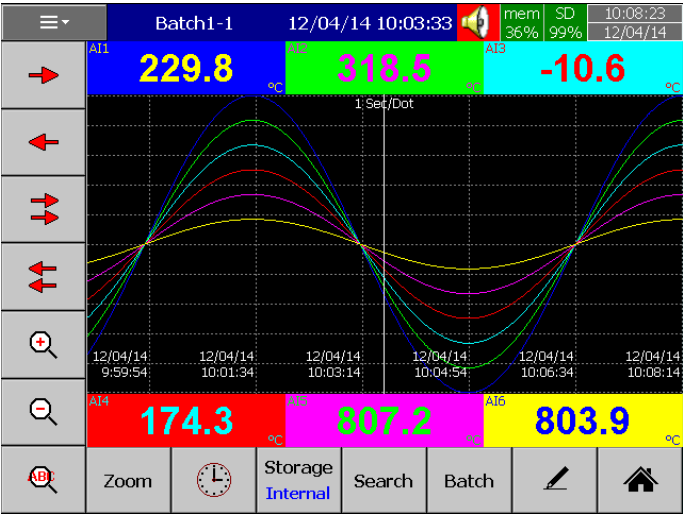 Batch1-1 12/04/14 10:03:33 mem 36% SD 99% 10:08:23 12/04/14
AI1 229.8 °C AI2 318.5 °C AI3 -10.6 °C
1 Sec/Dot
12/04/14 12/04/14 12/04/14 12/04/14 12/04/14 12/04/14
9:59:54 10:01:34 10:03:14 10:04:54 10:06:34 10:08:14
AI4 174.3 °C AI5 807.2 °C AI6 803.9 °C
ABC Zoom Storage Internal Search Batch